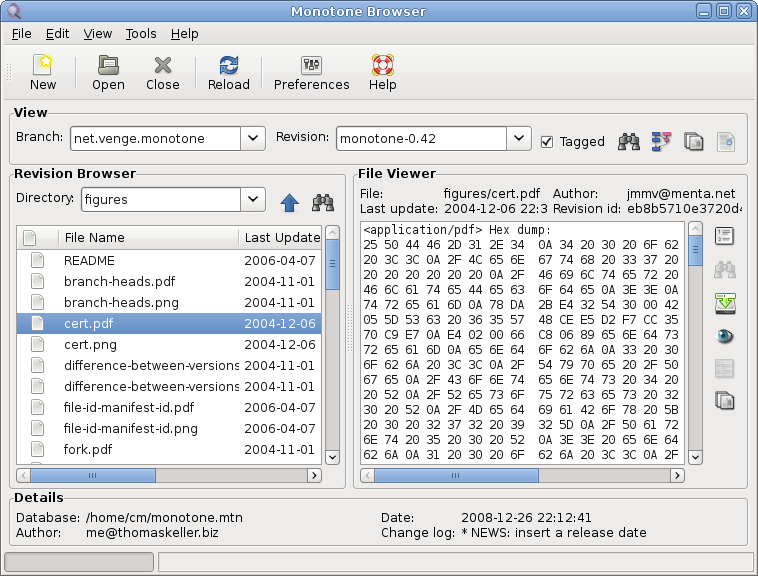 Monotone Browser
File Edit View Tools Help
New Open Close Reload Preferences Help
View
Branch: net.venge.monotone Revision: monotone-0.42 Tagged
Revision Browser
Directory: figures
File Name Last Update
README 2006-04-07
branch-heads.pdf 2004-11-01
branch-heads.png 2004-11-01
cert.pdf 2004-12-06
cert.png 2004-12-06
difference-between-versions 2004-11-01
difference-between-versions 2004-11-01
file-id-manifest-id.pdf 2006-04-07
file-id-manifest-id.png 2006-04-07
fork.pdf 2004-11-01
File Viewer
File: figures/cert.pdf Author: jmmv@menta.net
Last update: 2004-12-06 22:3 Revision id: eb8b5710e3720d
<application/pdf> Hex dump:
25 50 44 46 2D 31 2E 34 0A 34 20 30 20 6F 62
20 3C 3C 0A 2F 4C 65 6E 67 74 68 20 33 37 20
20 20 20 20 20 20 0A 2F 46 69 6C 74 65 72 20
46 6C 61 74 65 44 65 63 6F 64 65 0A 3E 3E 0A
74 72 65 61 6D 0A 78 DA 2B E4 32 54 30 00 42
05 5D 53 63 20 36 35 57 48 CE E5 D2 F7 CC 35
70 C9 E7 0A E4 02 00 66 C8 06 89 65 6E 64 73
72 65 61 6D 0A 65 6E 64 6F 62 6A 0A 33 20 30
6F 62 6A 20 3C 3C 0A 2F 54 79 70 65 20 2F 50
67 65 0A 2F 43 6F 6E 74 65 6E 74 73 20 34 20
20 52 0A 2F 52 65 73 6F 75 72 63 65 73 20 32
30 20 52 0A 2F 4D 65 64 69 61 42 6F 78 20 5B
20 30 20 32 37 32 20 39 32 5D 0A 2F 50 61 72
6E 74 20 35 20 30 20 52 0A 3E 3E 20 65 6E 64
62 6A 0A 31 20 30 20 6F 62 6A 20 3C 3C 0A 2F
Details
Database: /home/cm/monotone.mtn Date: 2008-12-26 22:12:41
Author: me@thomaskeller.biz Change log: * NEWS: insert a release date